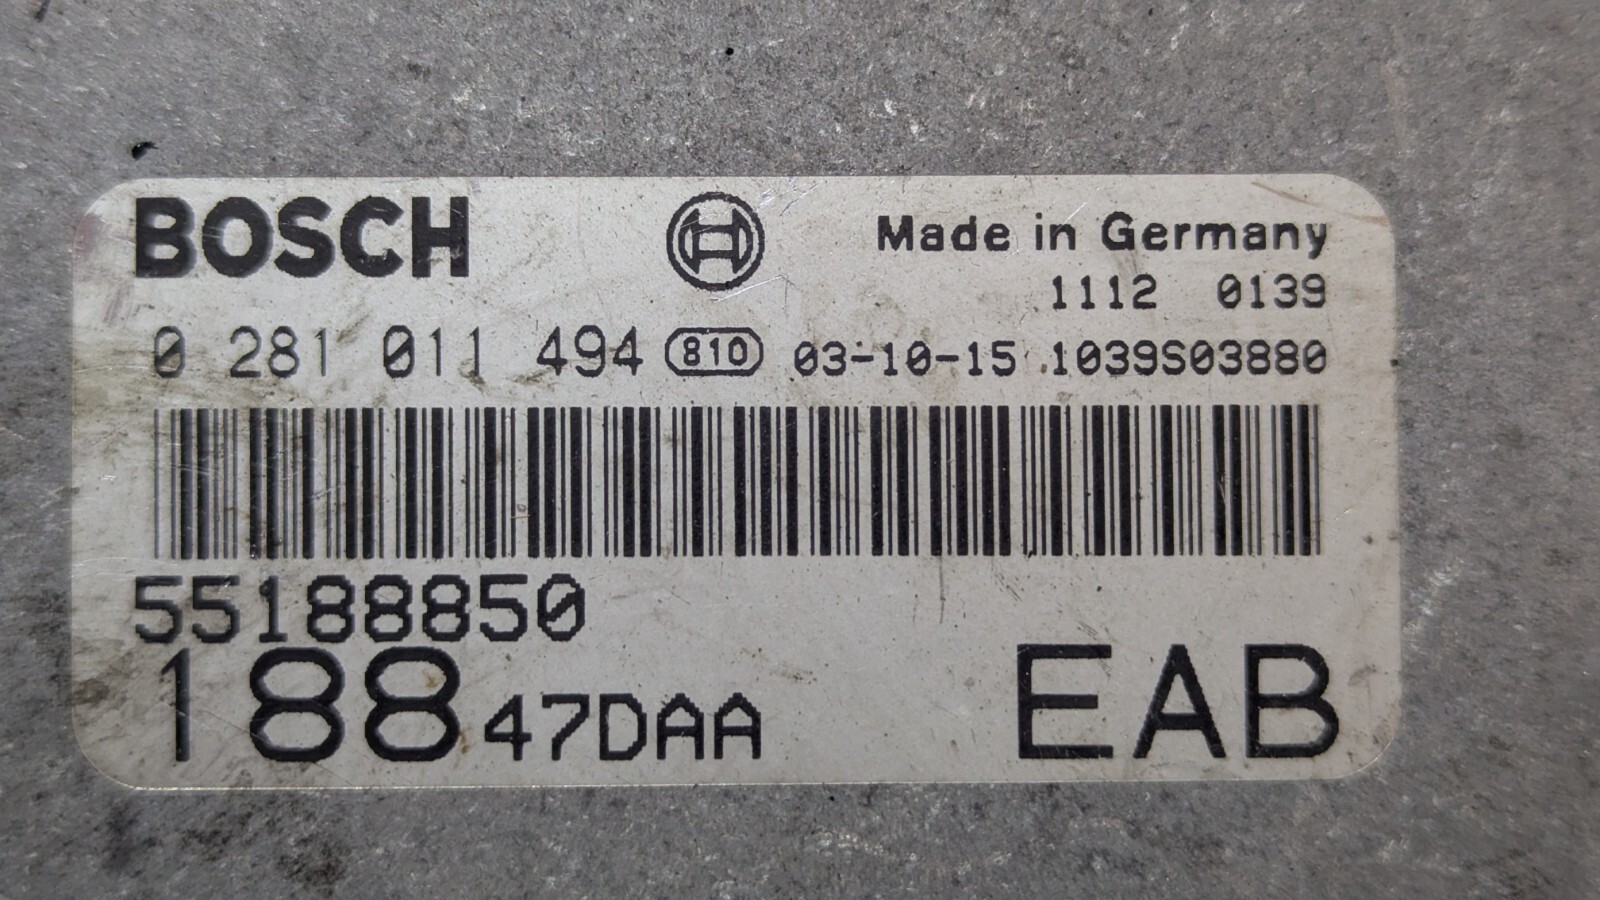 BOSCH Made in Germany
1112 0139
0 281 011 494 810 03-10-15 1039S03880
55188850
188 47DAA EAB